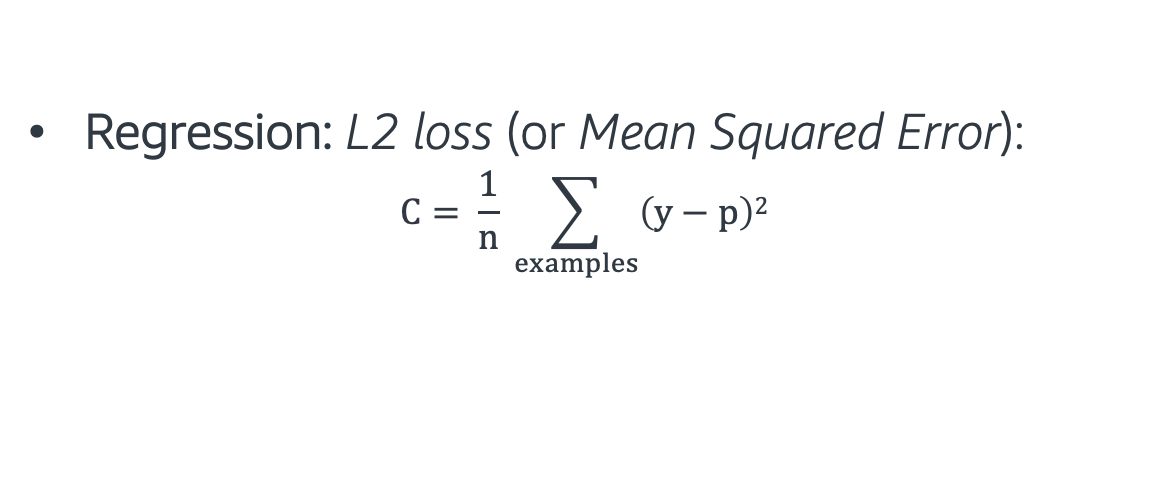 • Regression: L2 loss (or Mean Squared Error):
C = 1/n ∑ examples (y − p)²